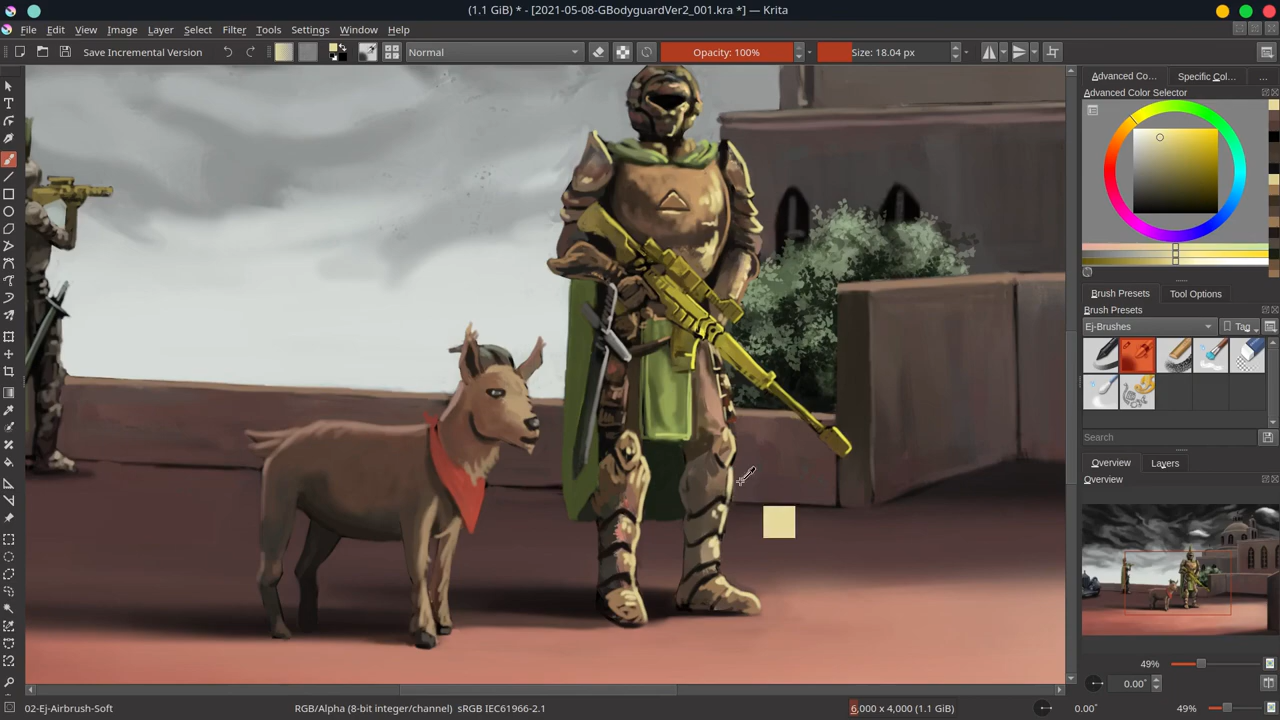 (1.1 GiB) * - [2021-05-08-GBodyguardVer2_001.kra *] — Krita
File Edit View Image Layer Select Filter Tools Settings Window Help
Save Incremental Version Normal Opacity: 100% Size: 18.04 px
Advanced Co... Specific Col... ...
Advanced Color Selector
Brush Presets Tool Options
Brush Presets
Ej-Brushes Tag
Search
Overview Layers
Overview
49%
0.00°
02-Ej-Airbrush-Soft RGB/Alpha (8-bit integer/channel) sRGB IEC61966-2.1 6,000 x 4,000 (1.1 GiB) 0.00° 49%